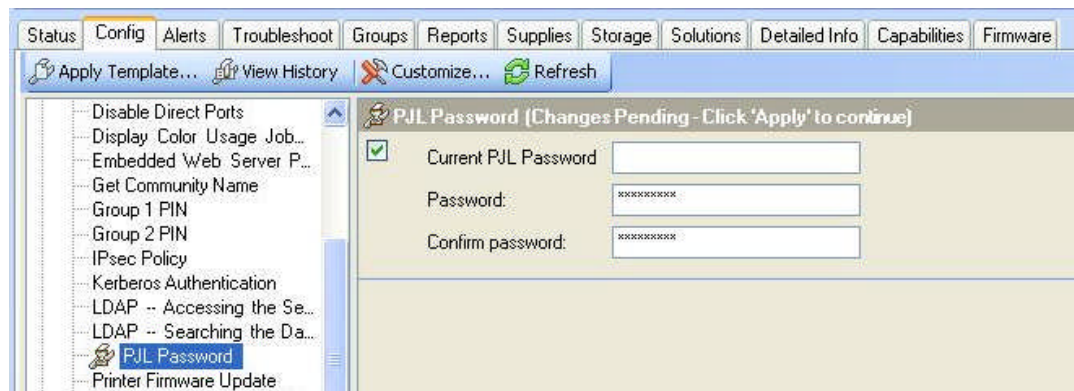 Status Config Alerts Troubleshoot Groups Reports Supplies Storage Solutions Detailed Info Capabilities Firmware
Apply Template... View History Customize... Refresh
Disable Direct Ports
Display Color Usage Job...
Embedded Web Server P...
Get Community Name
Group 1 PIN
Group 2 PIN
IPsec Policy
Kerberos Authentication
LDAP -- Accessing the Se...
LDAP -- Searching the Da...
PJL Password
Printer Firmware Update
PJL Password (Changes Pending - Click 'Apply' to continue)
Current PJL Password
Password: *********
Confirm password: *********